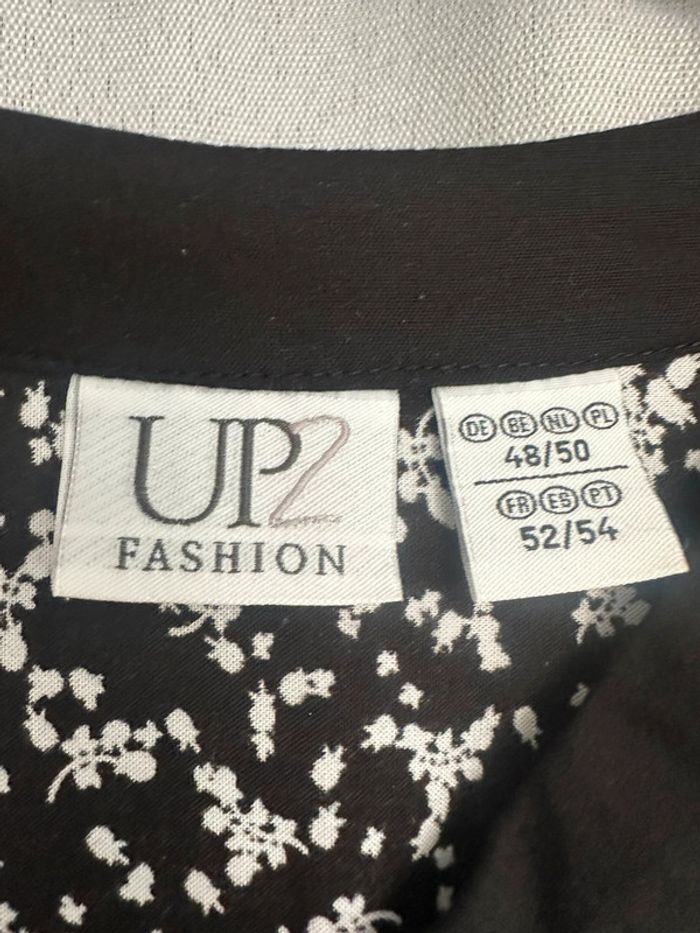 UP2
FASHION
DE BE NL PL
48/50
FR ES PT
52/54